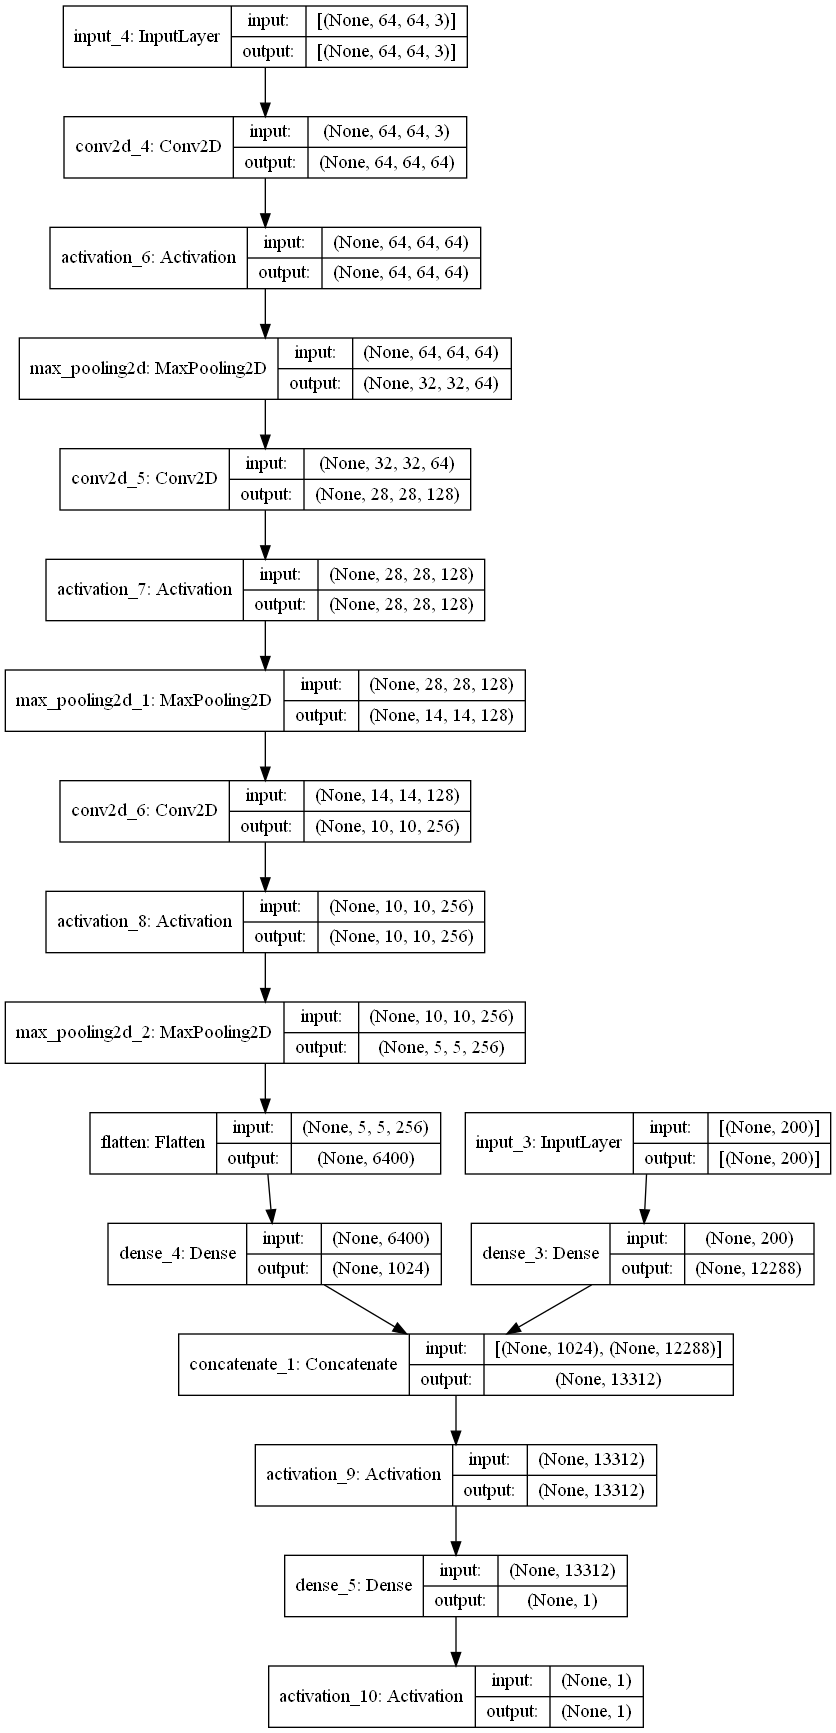 input_4: InputLayer
input: [(None, 64, 64, 3)]
output: [(None, 64, 64, 3)]
conv2d_4: Conv2D
input: (None, 64, 64, 3)
output: (None, 64, 64, 64)
activation_6: Activation
input: (None, 64, 64, 64)
output: (None, 64, 64, 64)
max_pooling2d: MaxPooling2D
input: (None, 64, 64, 64)
output: (None, 32, 32, 64)
conv2d_5: Conv2D
input: (None, 32, 32, 64)
output: (None, 28, 28, 128)
activation_7: Activation
input: (None, 28, 28, 128)
output: (None, 28, 28, 128)
max_pooling2d_1: MaxPooling2D
input: (None, 28, 28, 128)
output: (None, 14, 14, 128)
conv2d_6: Conv2D
input: (None, 14, 14, 128)
output: (None, 10, 10, 256)
activation_8: Activation
input: (None, 10, 10, 256)
output: (None, 10, 10, 256)
max_pooling2d_2: MaxPooling2D
input: (None, 10, 10, 256)
output: (None, 5, 5, 256)
flatten: Flatten
input: (None, 5, 5, 256)
output: (None, 6400)
input_3: InputLayer
input: [(None, 200)]
output: [(None, 200)]
dense_4: Dense
input: (None, 6400)
output: (None, 1024)
dense_3: Dense
input: (None, 200)
output: (None, 12288)
concatenate_1: Concatenate
input: [(None, 1024), (None, 12288)]
output: (None, 13312)
activation_9: Activation
input: (None, 13312)
output: (None, 13312)
dense_5: Dense
input: (None, 13312)
output: (None, 1)
activation_10: Activation
input: (None, 1)
output: (None, 1)